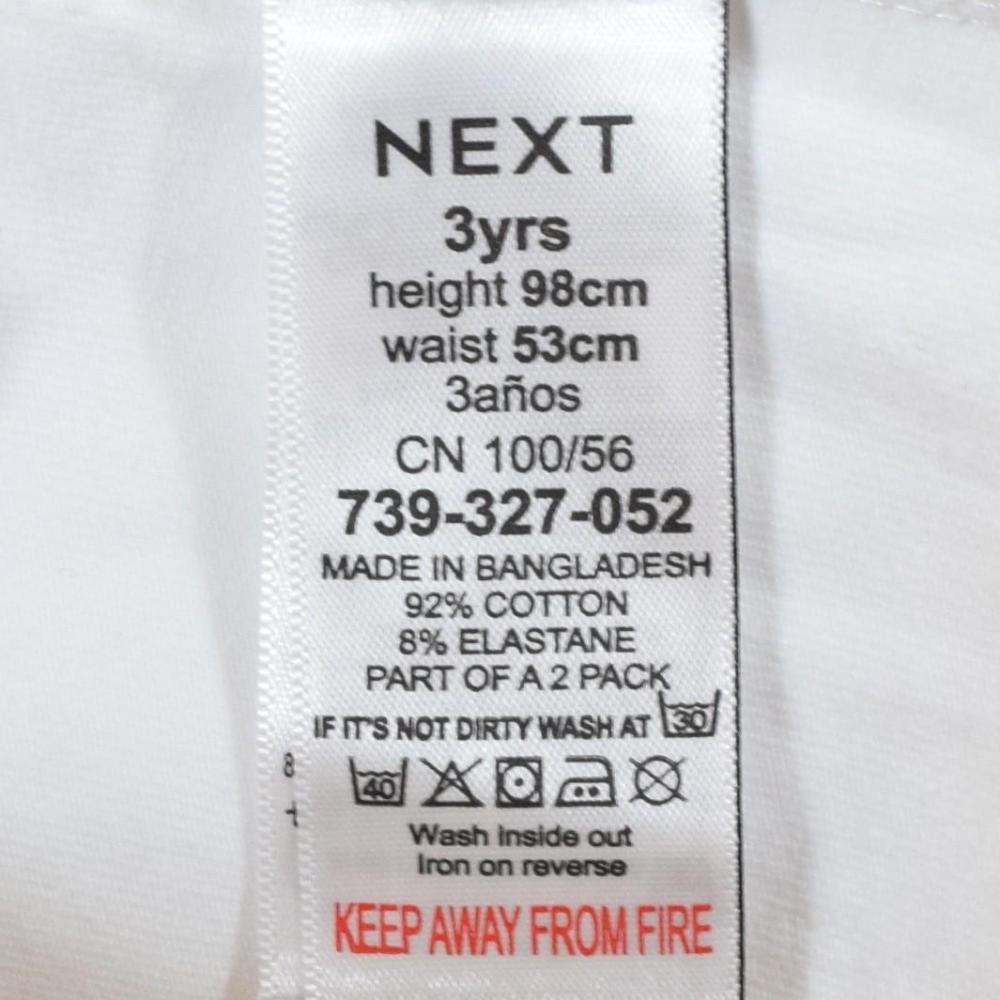 NEXT
3yrs
height 98cm
waist 53cm
3años
CN 100/56
739-327-052
MADE IN BANGLADESH
92% COTTON
8% ELASTANE
PART OF A 2 PACK
IF IT'S NOT DIRTY WASH AT 30
40
Wash inside out
Iron on reverse
KEEP AWAY FROM FIRE